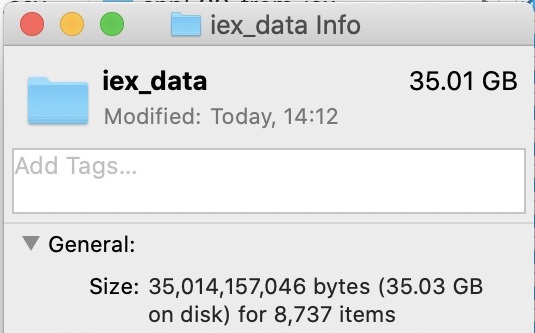 iex_data Info
iex_data 35.01 GB
Modified: Today, 14:12
Add Tags...
General:
Size: 35,014,157,046 bytes (35.03 GB
on disk) for 8,737 items